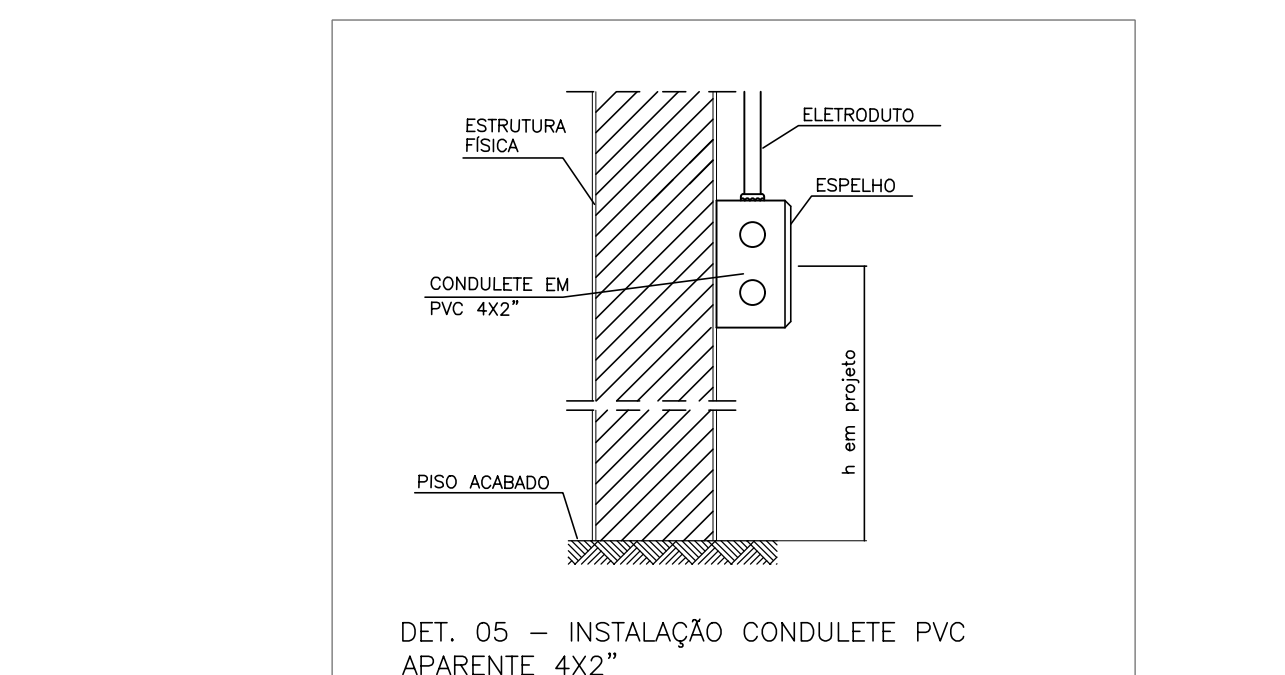 ESTRUTURA
FÍSICA
ELETRODUTO
ESPELHO
CONDULETE EM
PVC 4X2”
h em projeto
PISO ACABADO
DET. 05 – INSTALAÇÃO CONDULETE PVC
APARENTE 4X2”